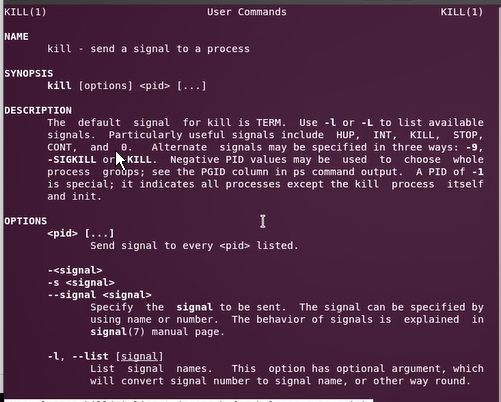 KILL(1) User Commands KILL(1)
NAME
kill - send a signal to a process
SYNOPSIS
kill [options] <pid> [...]
DESCRIPTION
The default signal for kill is TERM. Use -l or -L to list available
signals. Particularly useful signals include HUP, INT, KILL, STOP,
CONT, and 0. Alternate signals may be specified in three ways: -9,
-SIGKILL or -KILL. Negative PID values may be used to choose whole
process groups; see the PGID column in ps command output. A PID of -1
is special; it indicates all processes except the kill process itself
and init.
OPTIONS
<pid> [...]
Send signal to every <pid> listed.
-<signal>
-s <signal>
--signal <signal>
Specify the signal to be sent. The signal can be specified by
using name or number. The behavior of signals is explained in
signal(7) manual page.
-l, --list [signal]
List signal names. This option has optional argument, which
will convert signal number to signal name, or other way round.